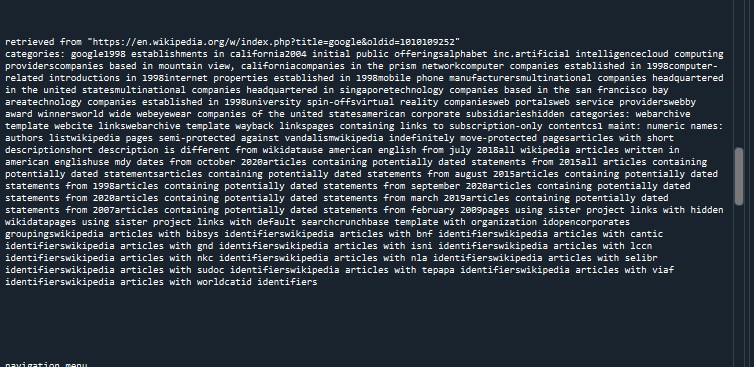 retrieved from "https://en.wikipedia.org/w/index.php?title=google&oldid=1010109252"
categories: google1998 establishments in california2004 initial public offeringsalphabet inc.artificial intelligencecloud computing
providerscompanies based in mountain view, californiacompanies in the prism networkcomputer companies established in 1998computer-
related introductions in 1998internet properties established in 1998mobile phone manufacturersmultinational companies headquartered
in the united statesmultinational companies headquartered in singaporetechnology companies based in the san francisco bay
areatechnology companies established in 1998university spin-offsvirtual reality companiesweb portalsweb service providerswebby
award winnersworld wide webeyewear companies of the united statesamerican corporate subsidiarieshidden categories: webarchive
template webcite linkswebarchive template wayback linkspages containing links to subscription-only contentcs1 maint: numeric names:
authors listwikipedia pages semi-protected against vandalismwikipedia indefinitely move-protected pagesarticles with short
descriptionshort description is different from wikidatause american english from july 2018all wikipedia articles written in
american englishuse mdy dates from october 2020articles containing potentially dated statements from 2015all articles containing
potentially dated statementsarticles containing potentially dated statements from august 2015articles containing potentially dated
statements from 1998articles containing potentially dated statements from september 2020articles containing potentially dated
statements from 2020articles containing potentially dated statements from march 2019articles containing potentially dated
statements from 2007articles containing potentially dated statements from february 2009pages using sister project links with hidden
wikidatapages using sister project links with default searchcrunchbase template with organization idopencorporates
groupingswikipedia articles with bibsys identifierswikipedia articles with bnf identifierswikipedia articles with cantic
identifierswikipedia articles with gnd identifierswikipedia articles with isni identifierswikipedia articles with lccn
identifierswikipedia articles with nkc identifierswikipedia articles with nla identifierswikipedia articles with selibr
identifierswikipedia articles with sudoc identifierswikipedia articles with tepapa identifierswikipedia articles with viaf
identifierswikipedia articles with worldcatid identifiers
navigation menu